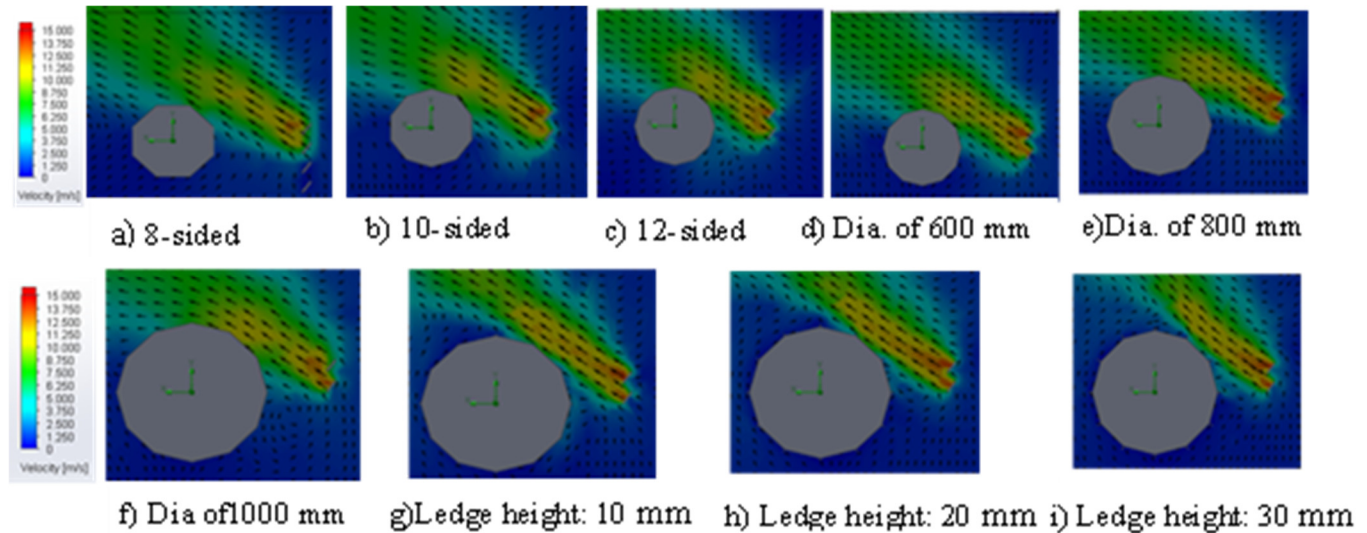 15.000
13.750
12.500
11.250
10.000
8.750
7.500
6.250
5.000
3.750
2.500
1.250
0
Velocity [m/s]
a) 8-sided
b) 10-sided
c) 12-sided
d) Dia. of 600 mm
e)Dia. of 800 mm
15.000
13.750
12.500
11.250
10.000
8.750
7.500
6.250
5.000
3.750
2.500
1.250
0
Velocity [m/s]
f) Dia of1000 mm
g)Ledge height: 10 mm
h) Ledge height: 20 mm
i) Ledge height: 30 mm